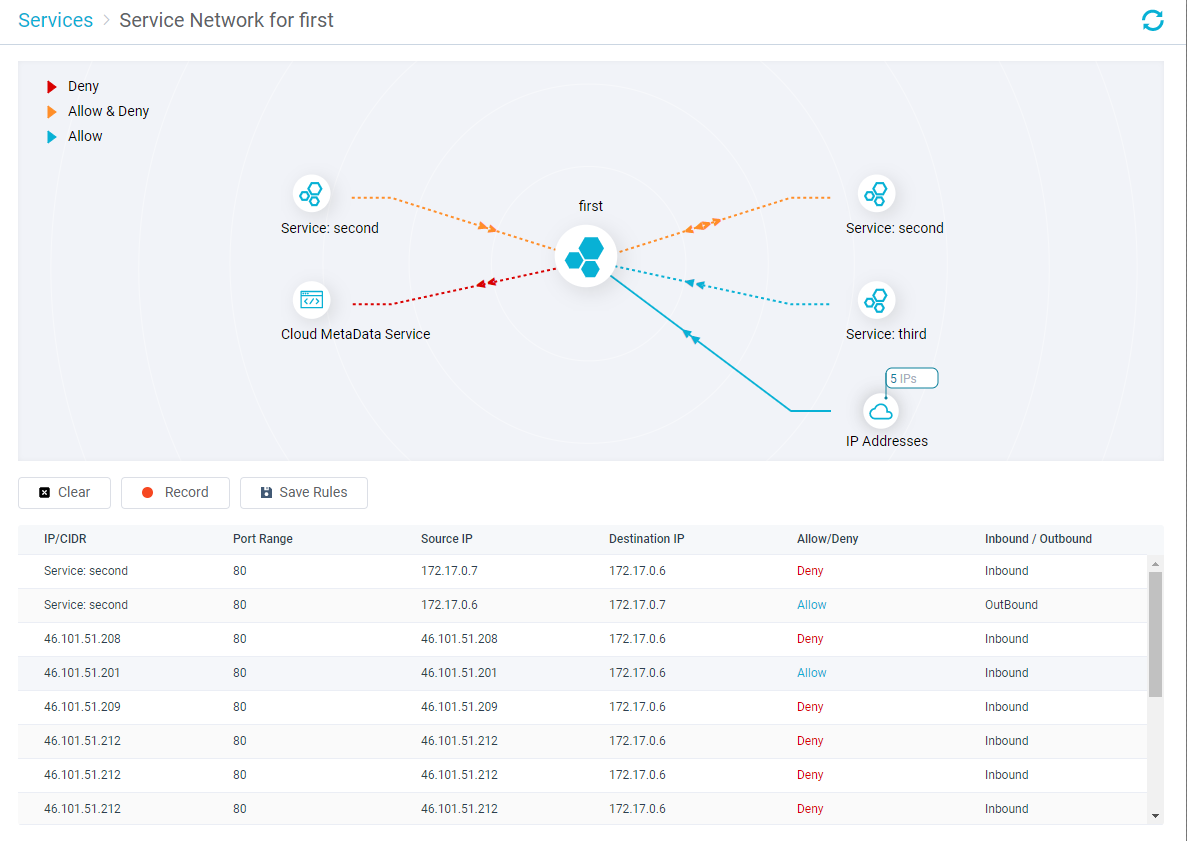 Services > Service Network for first
Deny
Allow & Deny
Allow
first
Service: second
Service: second
Cloud MetaData Service
Service: third
5 IPs
IP Addresses
Clear Record Save Rules
IP/CIDR Port Range Source IP Destination IP Allow/Deny Inbound / Outbound
Service: second 80 172.17.0.7 172.17.0.6 Deny Inbound
Service: second 80 172.17.0.6 172.17.0.7 Allow OutBound
46.101.51.208 80 46.101.51.208 172.17.0.6 Deny Inbound
46.101.51.201 80 46.101.51.201 172.17.0.6 Allow Inbound
46.101.51.209 80 46.101.51.209 172.17.0.6 Deny Inbound
46.101.51.212 80 46.101.51.212 172.17.0.6 Deny Inbound
46.101.51.212 80 46.101.51.212 172.17.0.6 Deny Inbound
46.101.51.212 80 46.101.51.212 172.17.0.6 Deny Inbound